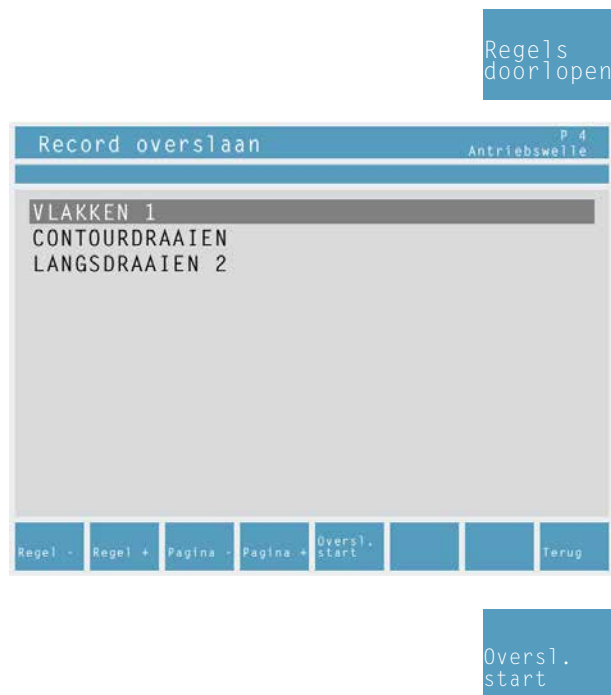 Regels
doorlopen
Record overslaan
P 4
Antriebswelle
VLAKKEN 1
CONTOURDRAAIEN
LANGSDRAAIEN 2
Regel - Regel + Pagina - Pagina + Oversl. start Terug
Oversl.
start